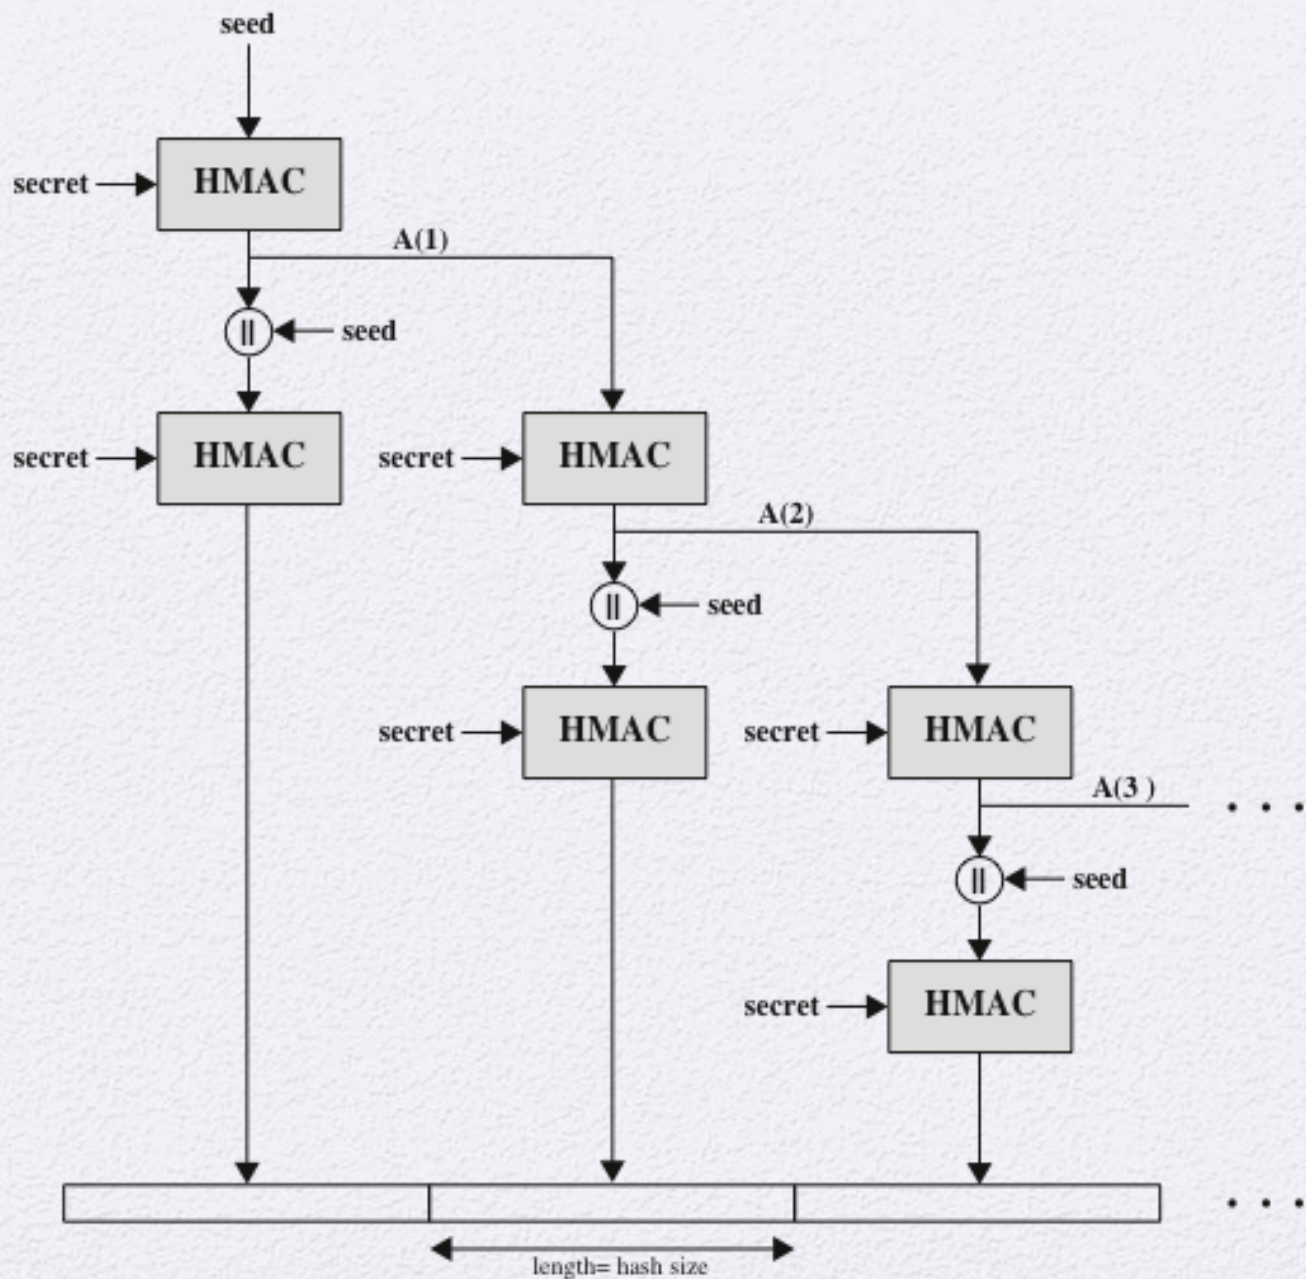 seed
secret HMAC
A(1)
|| seed
secret HMAC secret HMAC
A(2)
|| seed
secret HMAC secret HMAC
A(3 ) . . .
|| seed
secret HMAC
. . .
length= hash size